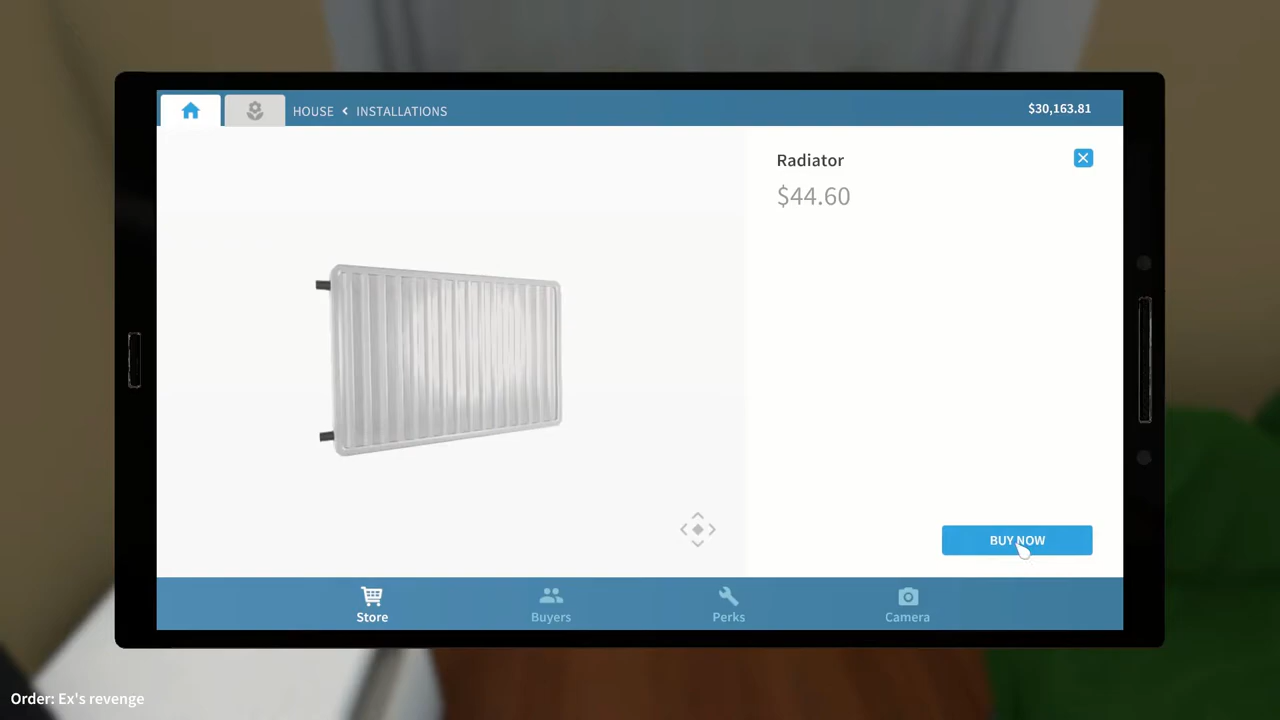 HOUSE < INSTALLATIONS
$30,163.81
Radiator
$44.60
BUY NOW
Store
Buyers
Perks
Camera
Order: Ex's revenge